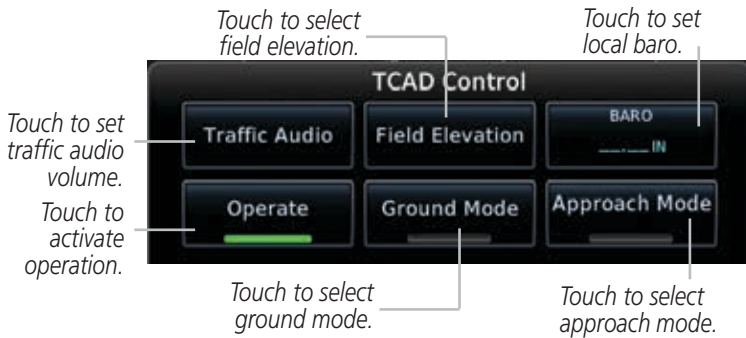 Touch to select
field elevation.
Touch to set
local baro.
TCAD Control
Touch to set
traffic audio
volume.
Traffic Audio
Field Elevation
BARO
__.__ IN
Touch to
activate
operation.
Operate
Ground Mode
Approach Mode
Touch to select
ground mode.
Touch to select
approach mode.